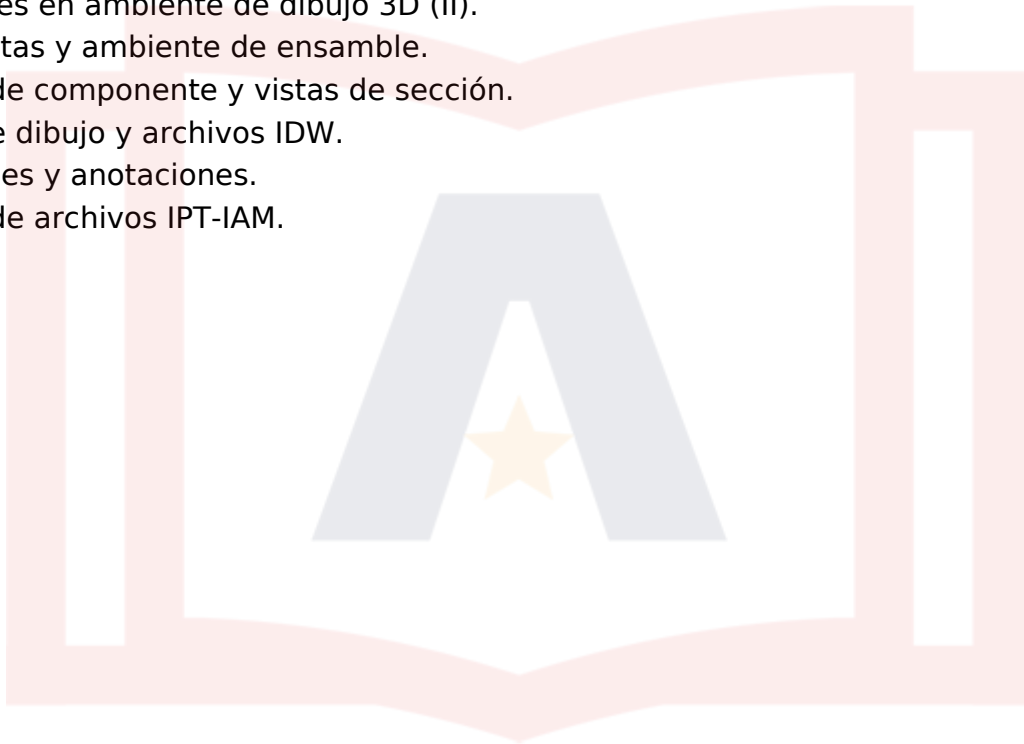 es en ambiente de dibujo 3D (II).
tas y ambiente de ensamble.
de componente y vistas de sección.
e dibujo y archivos IDW.
es y anotaciones.
de archivos IPT-IAM.